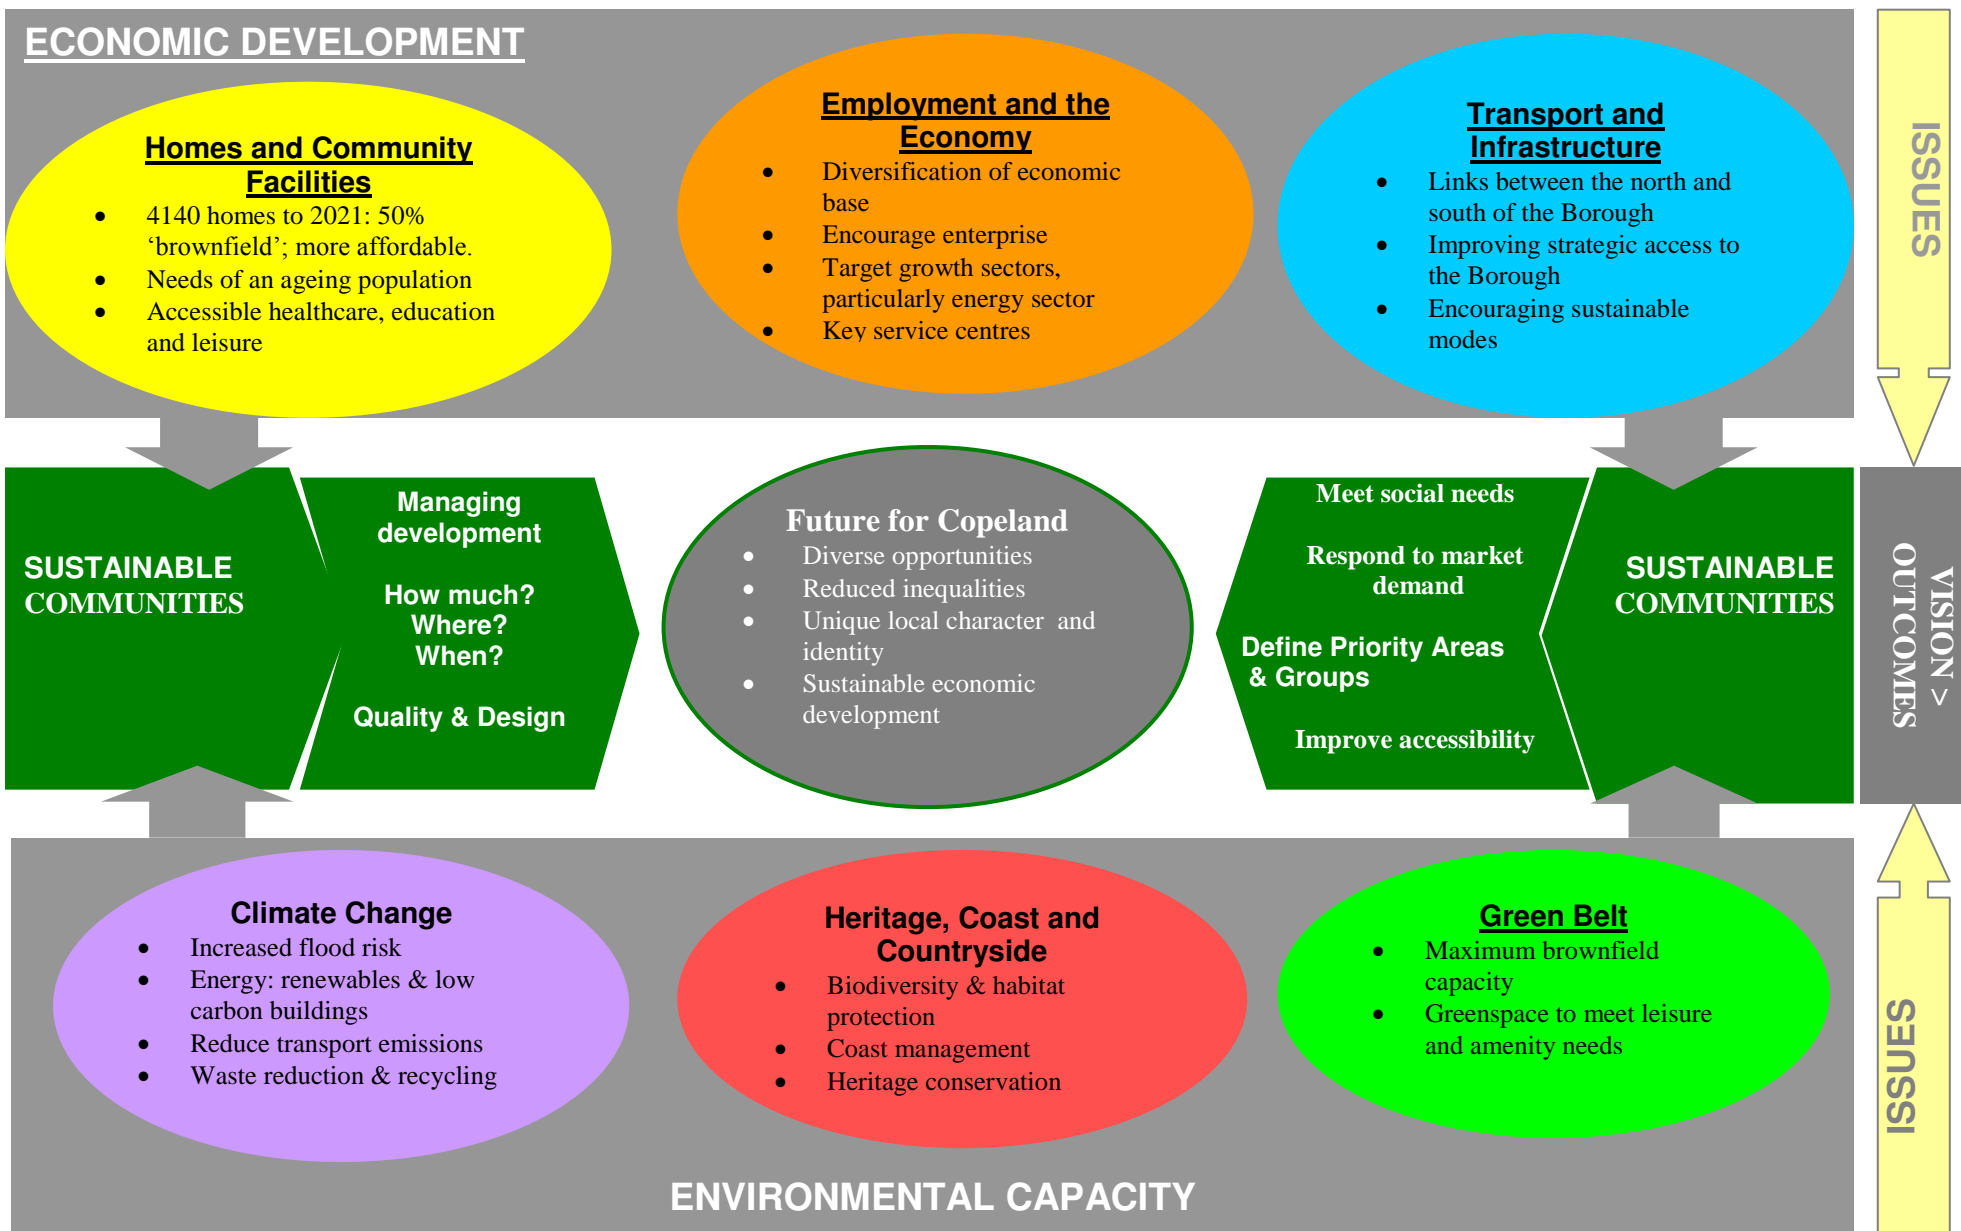 ECONOMIC DEVELOPMENT
Homes and Community
Facilities
• 4140 homes to 2021: 50%
‘brownfield’; more affordable.
• Needs of an ageing population
• Accessible healthcare, education
and leisure
Employment and the
Economy
• Diversification of economic
base
• Encourage enterprise
• Target growth sectors,
particularly energy sector
• Key service centres
Transport and
Infrastructure
• Links between the north and
south of the Borough
• Improving strategic access to
the Borough
• Encouraging sustainable
modes
ISSUES
SUSTAINABLE
COMMUNITIES
Managing
development
How much?
Where?
When?
Quality & Design
Future for Copeland
• Diverse opportunities
• Reduced inequalities
• Unique local character and
identity
• Sustainable economic
development
Meet social needs
Respond to market
demand
Define Priority Areas
& Groups
Improve accessibility
SUSTAINABLE
COMMUNITIES
VISION >
OUTCOMES
Climate Change
• Increased flood risk
• Energy: renewables & low
carbon buildings
• Reduce transport emissions
• Waste reduction & recycling
Heritage, Coast and
Countryside
• Biodiversity & habitat
protection
• Coast management
• Heritage conservation
Green Belt
• Maximum brownfield
capacity
• Greenspace to meet leisure
and amenity needs
ISSUES
ENVIRONMENTAL CAPACITY